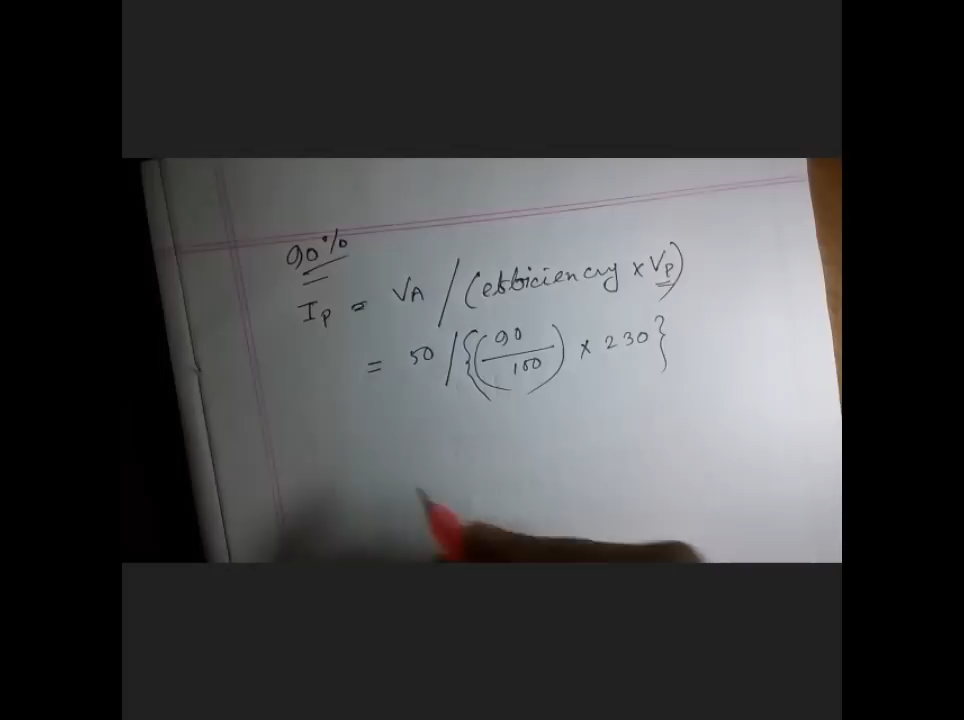 90%
Ip = VA / (efficiency × Vp)
= 50 / {(90/100) × 230}